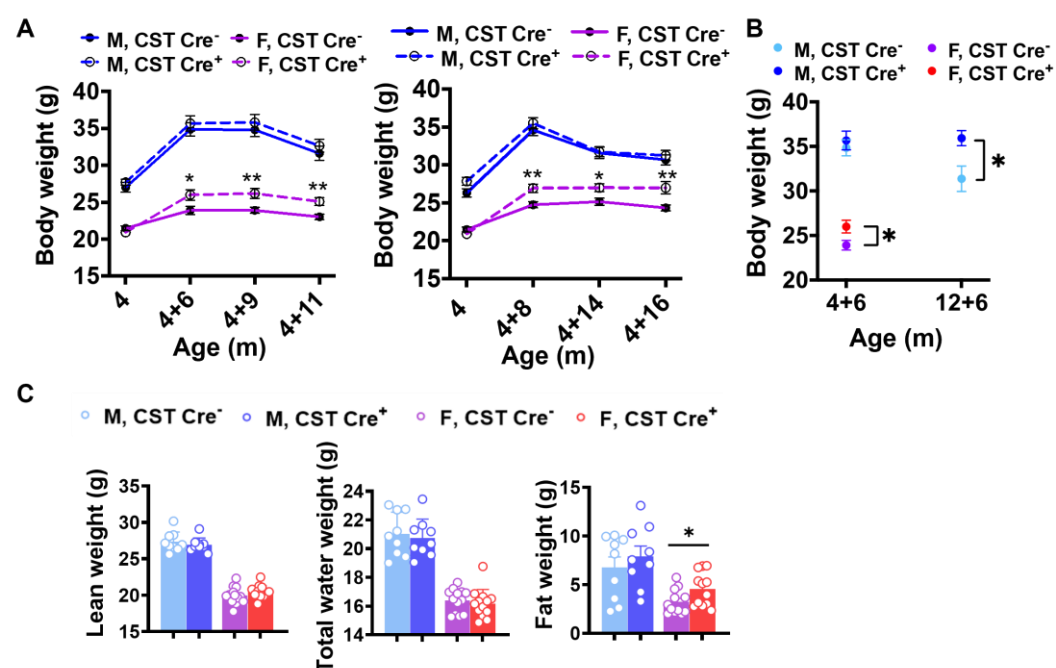 A
M, CST Cre⁻ F, CST Cre⁻
M, CST Cre⁺ F, CST Cre⁺
Body weight (g)
40
35
30
25
20
15
* ** **
4 4+6 4+9 4+11
Age (m)
M, CST Cre⁻ F, CST Cre⁻
M, CST Cre⁺ F, CST Cre⁺
Body weight (g)
40
35
30
25
20
15
** * **
4 4+8 4+14 4+16
Age (m)
B
M, CST Cre⁻ F, CST Cre⁻
M, CST Cre⁺ F, CST Cre⁺
Body weight (g)
40
35
30
25
20
*
*
4+6 12+6
Age (m)
C
M, CST Cre⁻ M, CST Cre⁺ F, CST Cre⁻ F, CST Cre⁺
Lean weight (g)
35
30
25
20
15
Total water weight (g)
24
22
20
18
16
14
Fat weight (g)
15
10
5
0
*